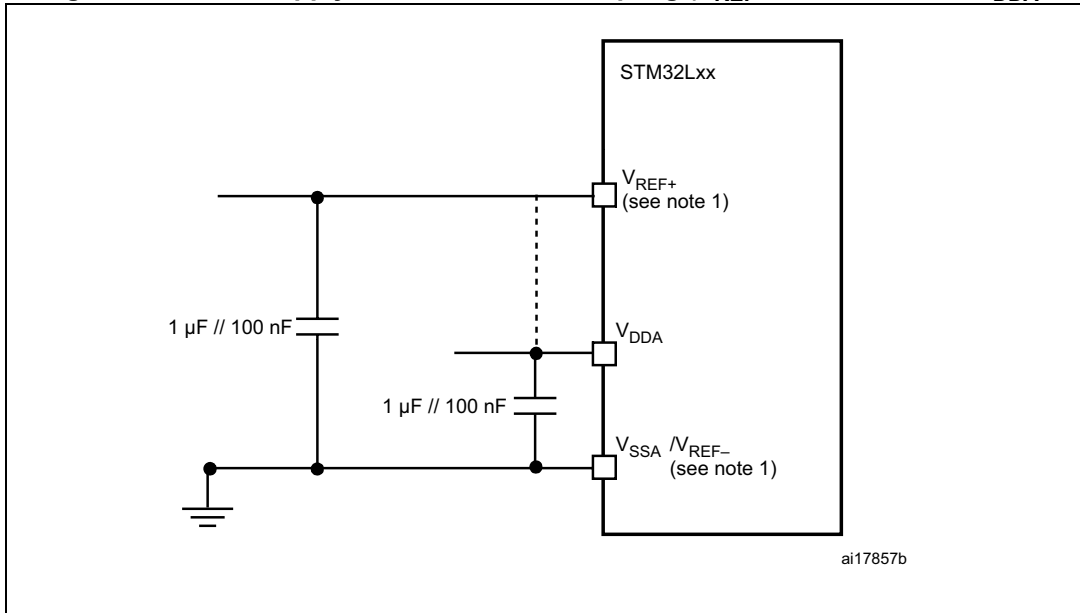 STM32Lxx
VREF+
(see note 1)
1 µF // 100 nF
VDDA
1 µF // 100 nF
VSSA /VREF–
(see note 1)
ai17857b